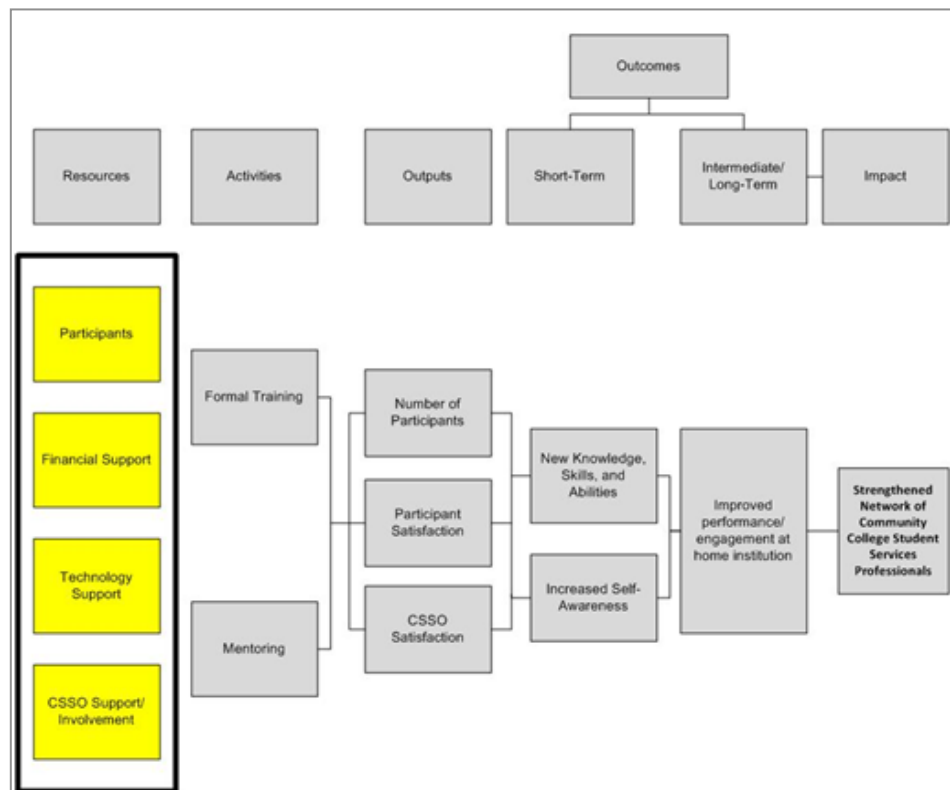 Outcomes
Resources
Activities
Outputs
Short-Term
Intermediate/
Long-Term
Impact
Participants
Financial Support
Technology
Support
CSSO Support/
Involvement
Formal Training
Mentoring
Number of
Participants
Participant
Satisfaction
CSSO
Satisfaction
New Knowledge,
Skills, and
Abilities
Increased Self-
Awareness
Improved
performance/
engagement at
home institution
Strengthened
Network of
Community
College Student
Services
Professionals